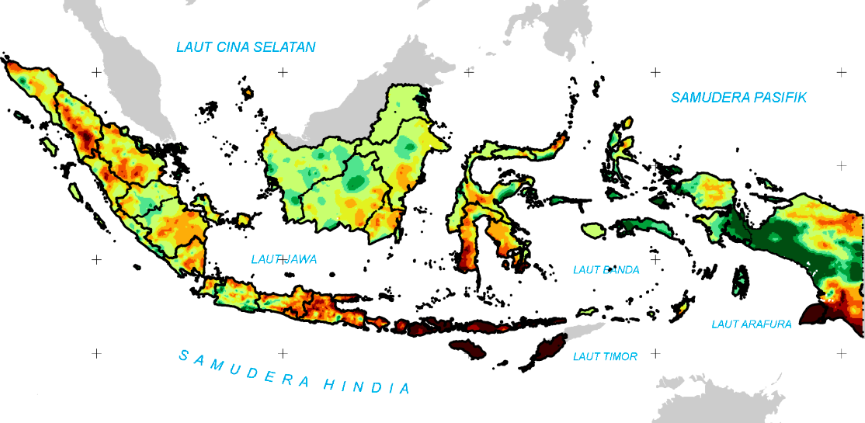 LAUT CINA SELATAN
SAMUDERA PASIFIK
LAUT JAWA
LAUT BANDA
LAUT ARAFURA
LAUT TIMOR
SAMUDERA HINDIA